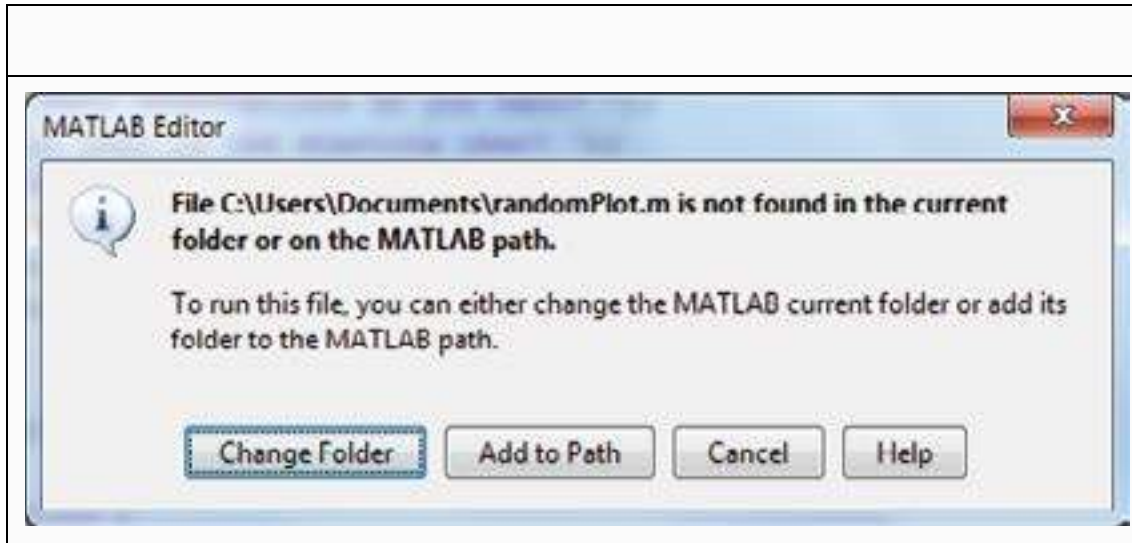 MATLAB Editor
File C:\Users\Documents\randomPlot.m is not found in the current
folder or on the MATLAB path.
To run this file, you can either change the MATLAB current folder or add its
folder to the MATLAB path.
Change Folder Add to Path Cancel Help